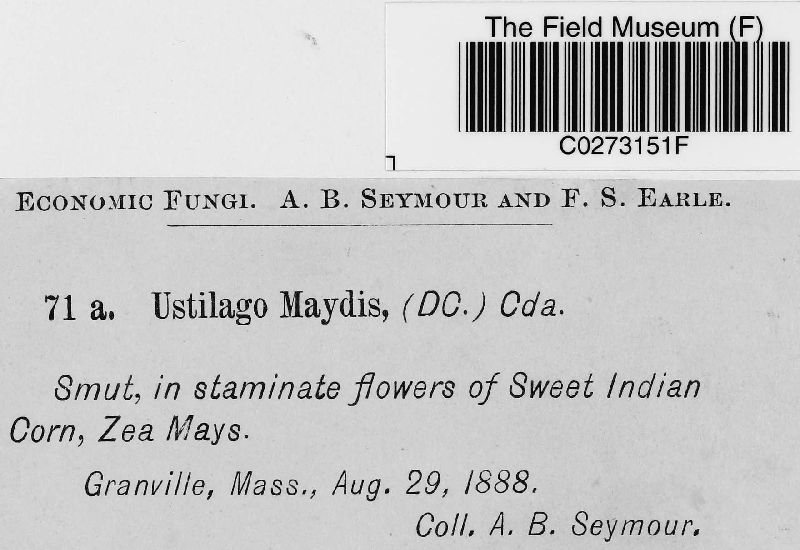 The Field Museum (F)
C0273151F
ECONOMIC FUNGI. A. B. SEYMOUR AND F. S. EARLE.
71 a. Ustilago Maydis, (DC.) Cda.
Smut, in staminate flowers of Sweet Indian
Corn, Zea Mays.
Granville, Mass., Aug. 29, 1888.
Coll. A. B. Seymour.